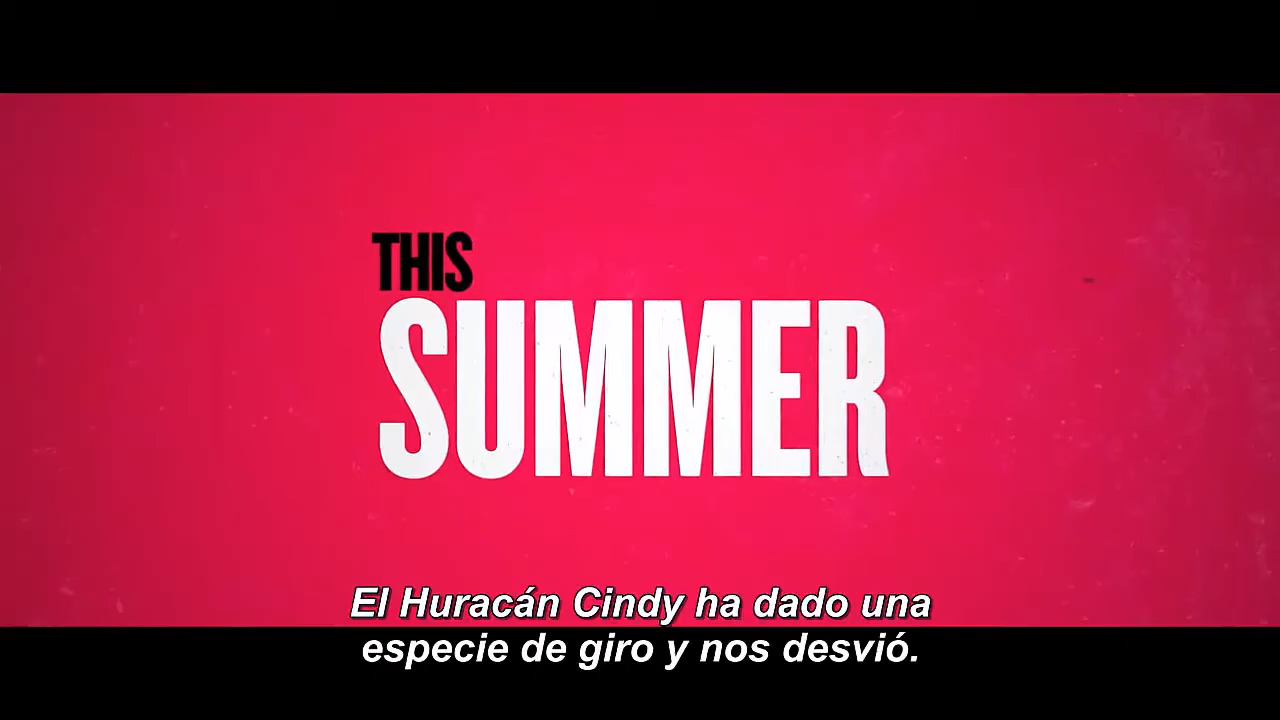 THIS
SUMMER
El Huracán Cindy ha dado una
especie de giro y nos desvió.